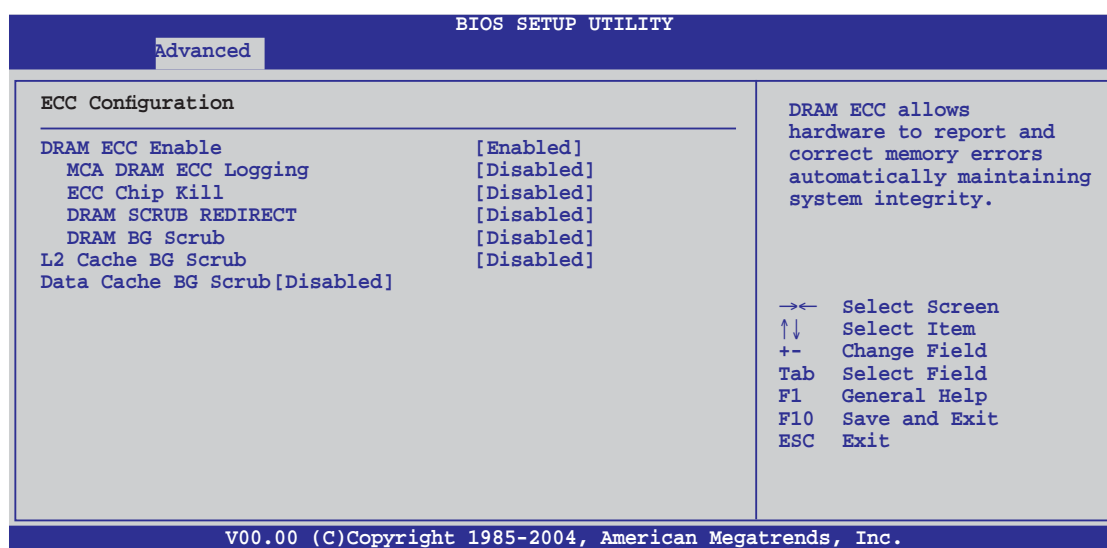 BIOS SETUP UTILITY
Advanced
ECC Configuration
DRAM ECC Enable [Enabled]
MCA DRAM ECC Logging [Disabled]
ECC Chip Kill [Disabled]
DRAM SCRUB REDIRECT [Disabled]
DRAM BG Scrub [Disabled]
L2 Cache BG Scrub [Disabled]
Data Cache BG Scrub[Disabled]
DRAM ECC allows
hardware to report and
correct memory errors
automatically maintaining
system integrity.
→← Select Screen
↑↓ Select Item
+- Change Field
Tab Select Field
F1 General Help
F10 Save and Exit
ESC Exit
V00.00 (C)Copyright 1985-2004, American Megatrends, Inc.